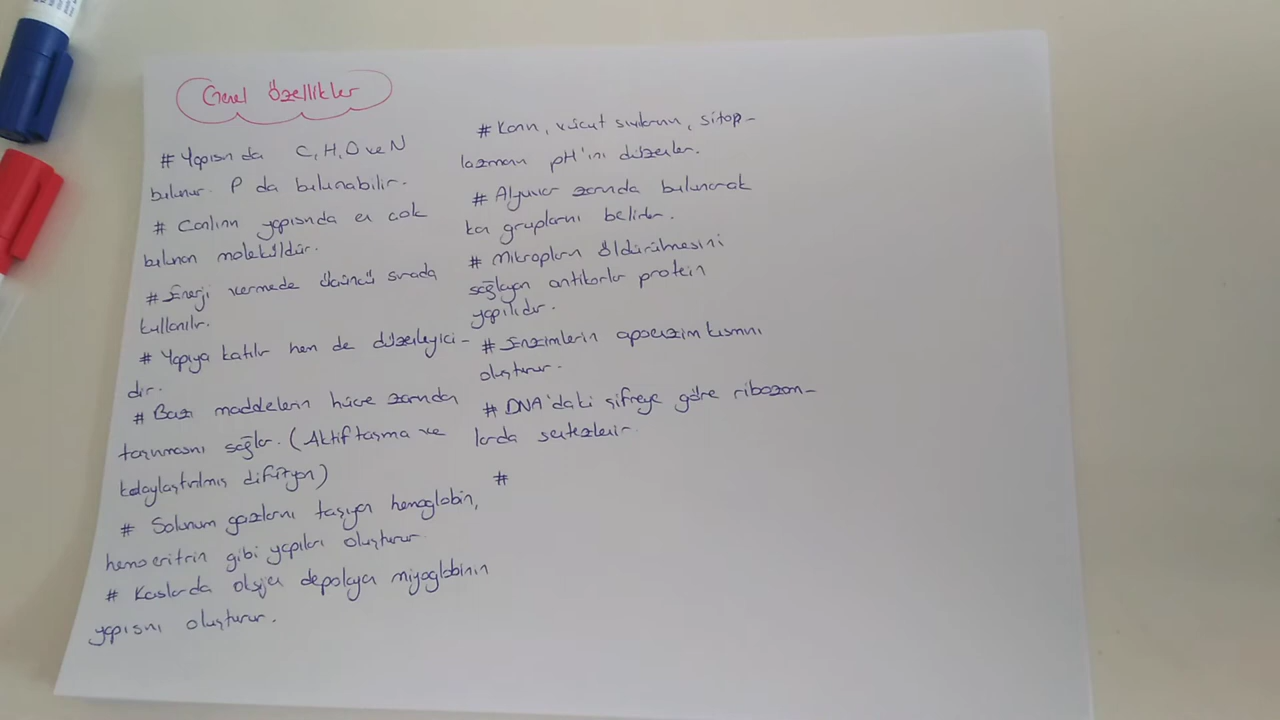 Genel özellikler
# Yapısında C, H, O ve N
bulunur. P da bulunabilir.
# Canlının yapısında en çok
bulunan moleküldür.
# Enerji vermede üçüncü sırada
kullanılır.
# Yapıya katılır hem de düzenleyici-
dir.
# Bazı maddelerin hücre zarında
taşınmasını sağlar. (Aktif taşıma ve
kolaylaştırılmış difüzyon)
# Solunum gazlarını taşıyan hemoglobin,
hemoeritrin gibi yapıları oluşturur
# Kaslarda oksijen depolayan miyoglobinin
yapısını oluşturur.
# Kanın, vücut sıvılarının, sitop-
lazmanın pH'ını düzenler.
# Alyuvar zarında bulunarak
kan gruplarını belirler.
# Mikropların öldürülmesini
sağlayan antikorlar protein
yapılıdır.
# Enzimlerin apoenzim kısmını
oluşturur.
# DNA'daki şifreye göre ribozom-
larda sentezlenir.
#